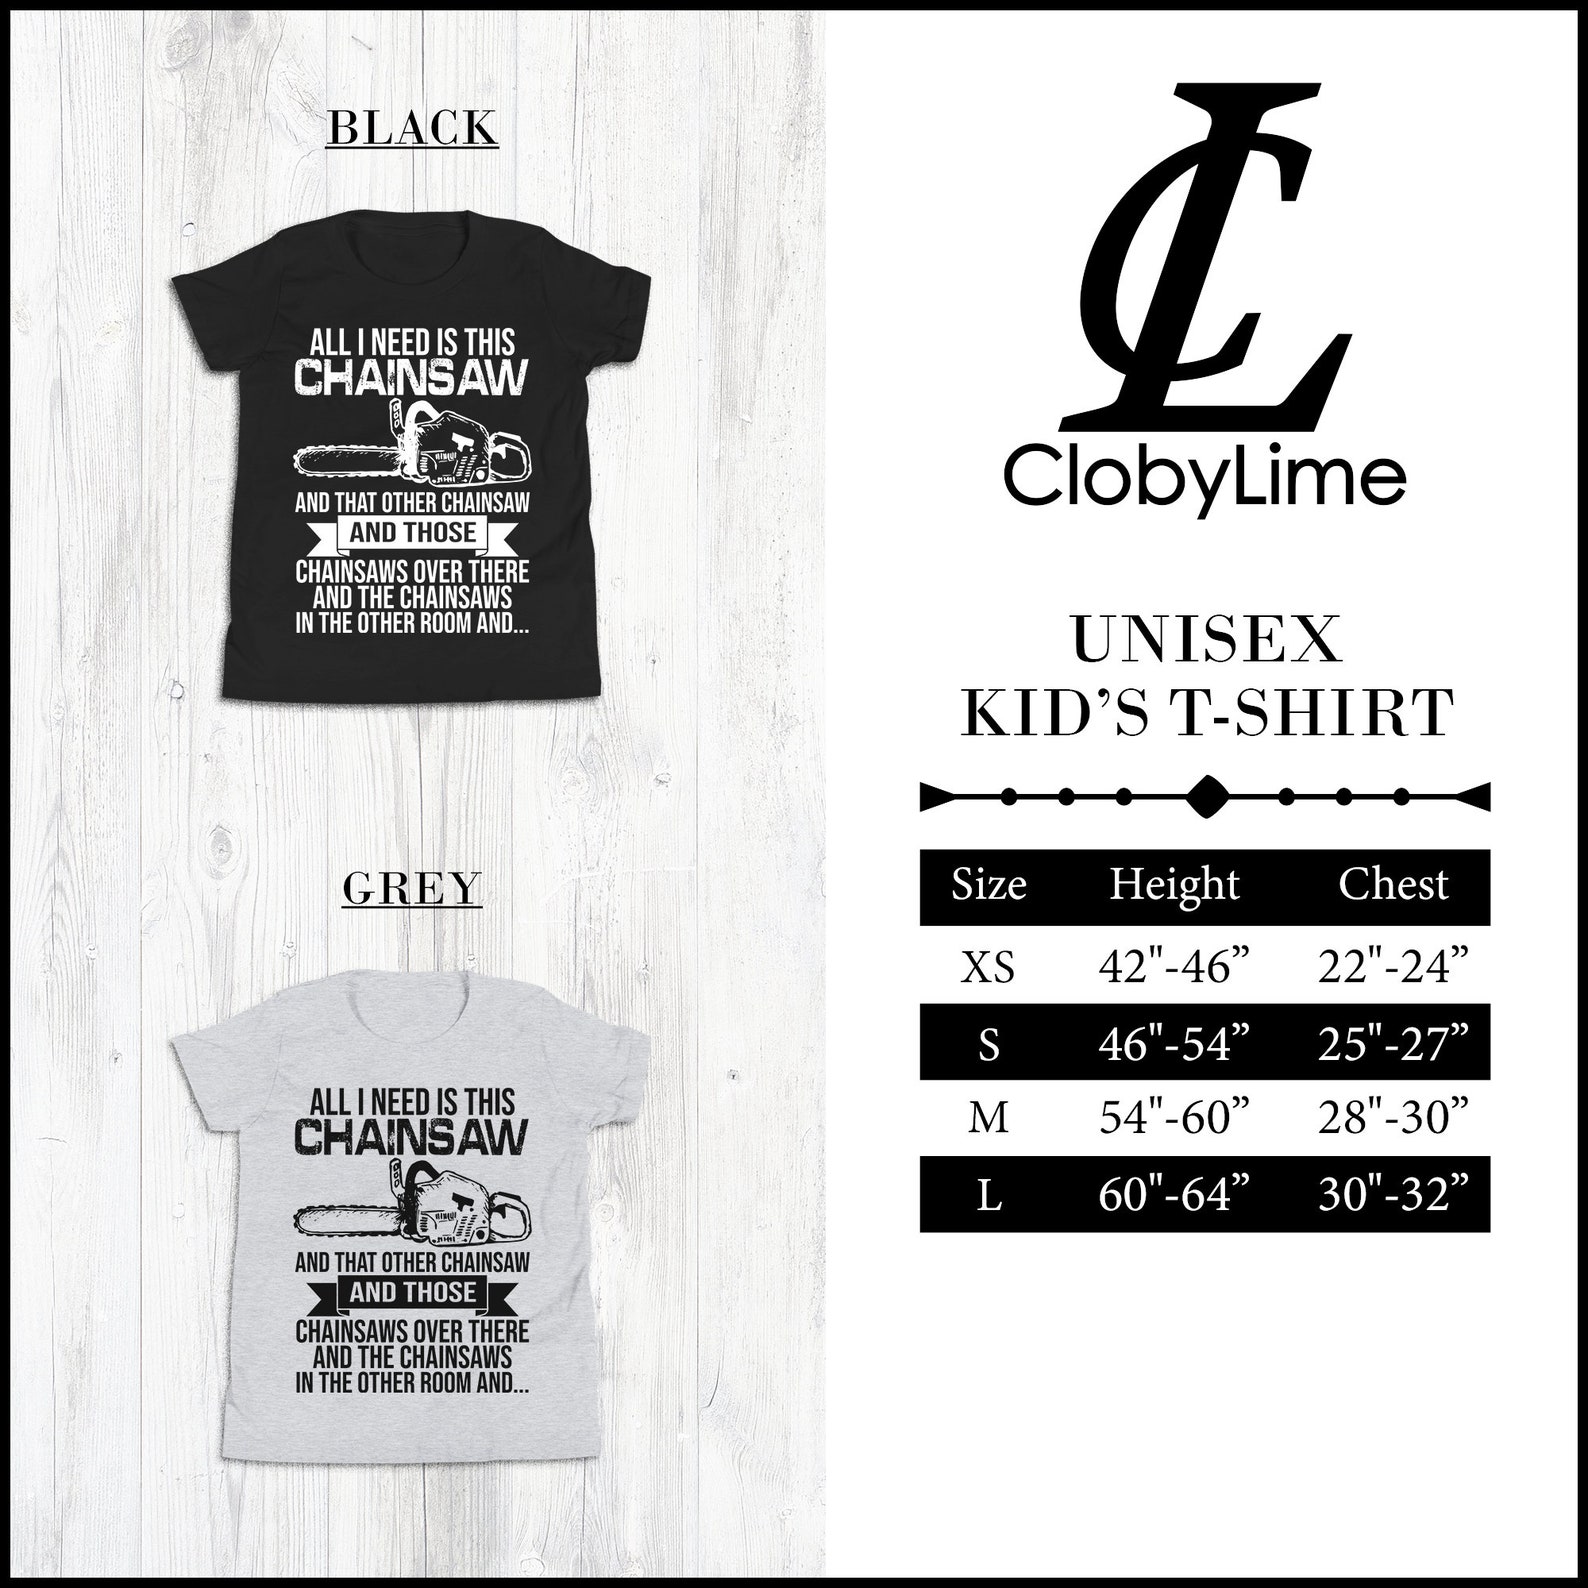 BLACK
ALL I NEED IS THIS
CHAINSAW
AND THAT OTHER CHAINSAW
AND THOSE
CHAINSAWS OVER THERE
AND THE CHAINSAWS
IN THE OTHER ROOM AND...
GREY
ALL I NEED IS THIS
CHAINSAW
AND THAT OTHER CHAINSAW
AND THOSE
CHAINSAWS OVER THERE
AND THE CHAINSAWS
IN THE OTHER ROOM AND...
CL
ClobyLime
UNISEX
KID’S T-SHIRT
Size Height Chest
XS 42"-46” 22"-24”
S 46"-54” 25"-27”
M 54"-60” 28"-30”
L 60"-64” 30"-32”